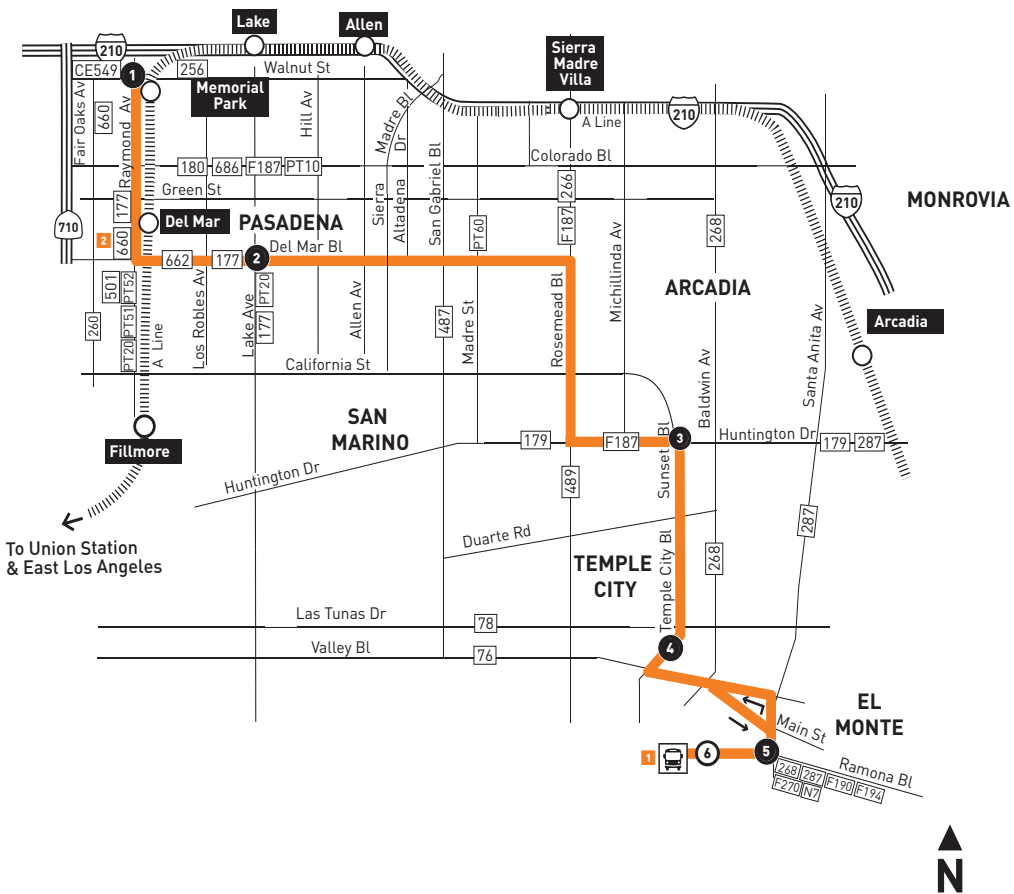 Lake
Allen
Sierra
Madre
Villa
210
CE549
1
256
Walnut St
Memorial
Park
Fair Oaks Av
660
Raymond Av
Hill Av
Madre Bl
Dr
A Line
210
Colorado Bl
180
686
F187
PT10
266
Green St
177
Sierra
Altadena
San Gabriel Bl
210
MONROVIA
710
Del Mar
PASADENA
F187
PT60
268
2
660
662
177
2
Del Mar Bl
Michillinda Av
ARCADIA
501
PT52
PT51
PT20
260
A Line
Los Robles Av
Lake Ave
PT20
177
Allen Av
487
Madre St
Rosemead Bl
Baldwin Av
Santa Anita Av
Arcadia
California St
SAN
MARINO
Fillmore
179
F187
3
Huntington Dr
179
287
Sunset Bl
Huntington Dr
489
To Union Station
& East Los Angeles
Duarte Rd
287
TEMPLE
CITY
Temple City Bl
268
Las Tunas Dr
78
Valley Bl
76
4
EL
MONTE
Main St
1
6
5
Ramona Bl
268
287
F190
F194
F270
N7
N